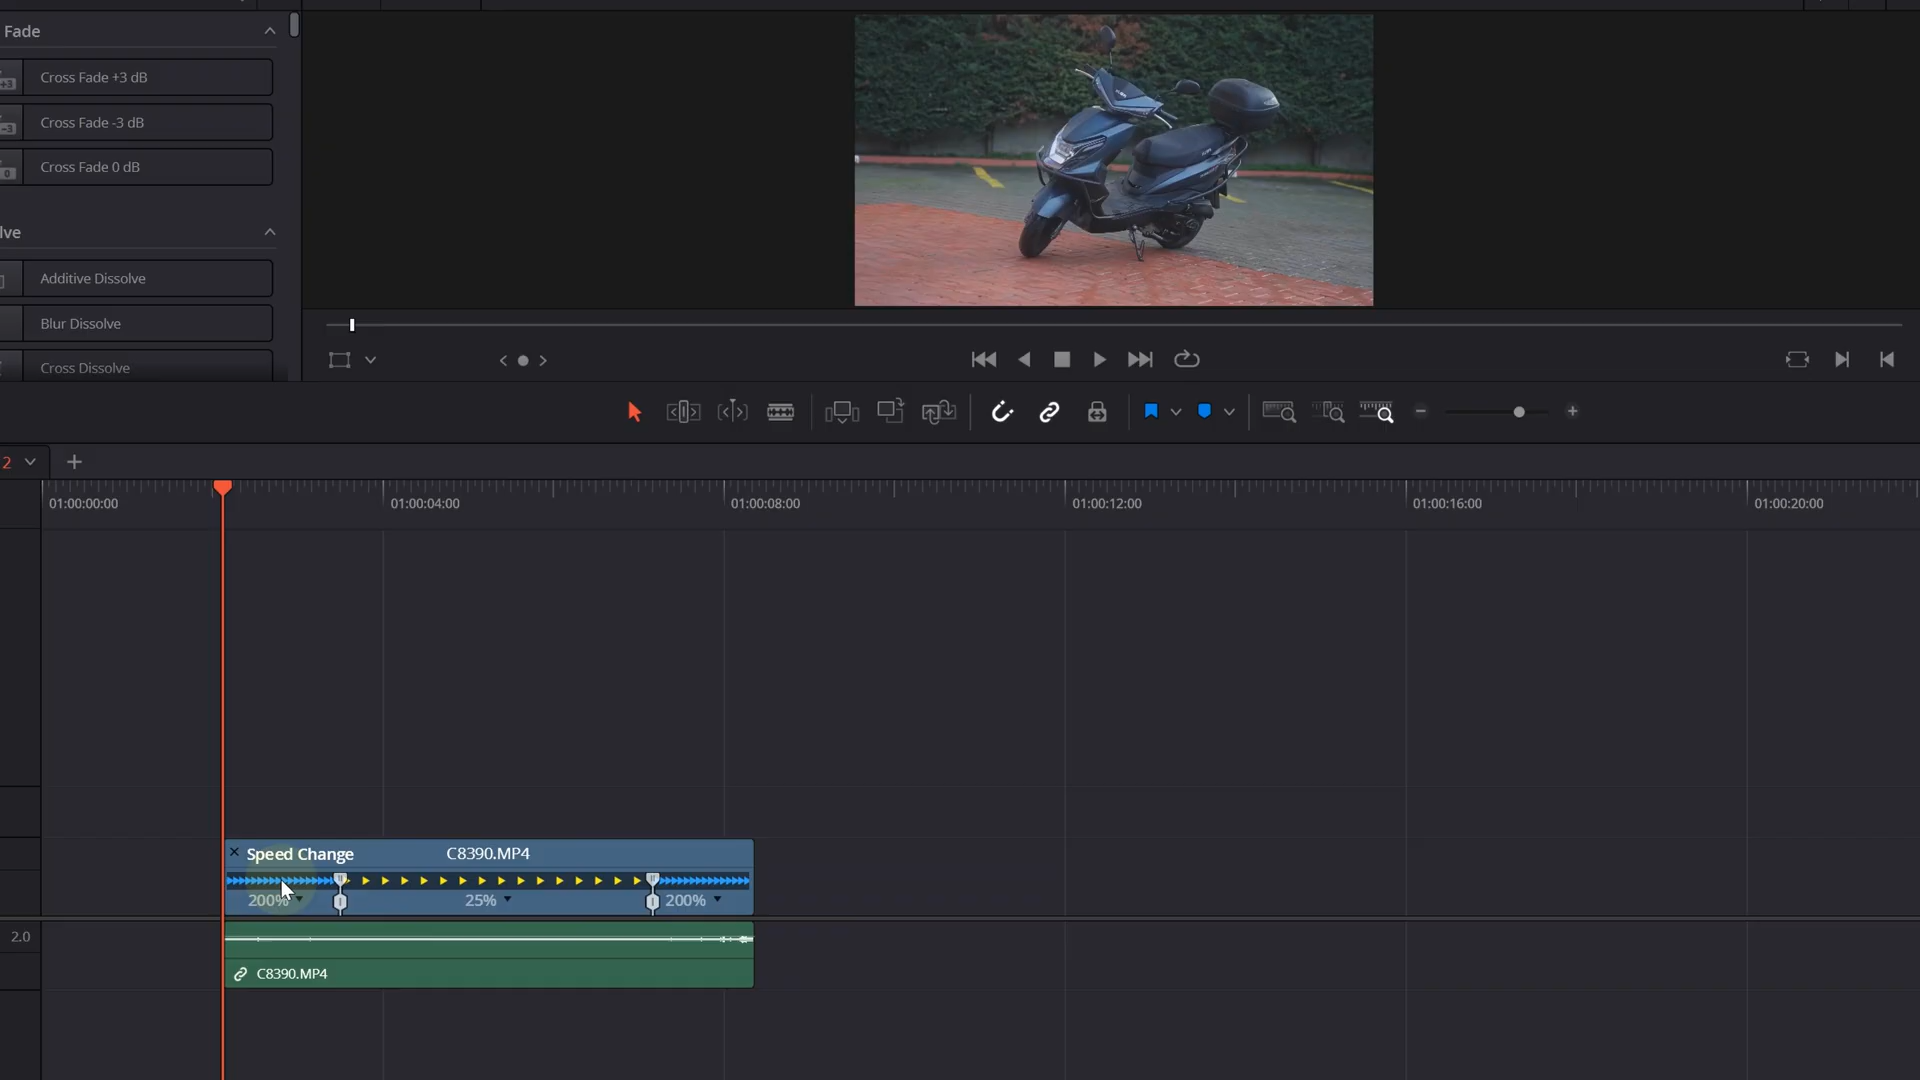 Fade
Cross Fade +3 dB
Cross Fade -3 dB
Cross Fade 0 dB
lve
Additive Dissolve
Blur Dissolve
Cross Dissolve
2
01:00:00:00
01:00:04:00
01:00:08:00
01:00:12:00
01:00:16:00
01:00:20:00
Speed Change C8390.MP4
200% 25% 200%
2.0
C8390.MP4